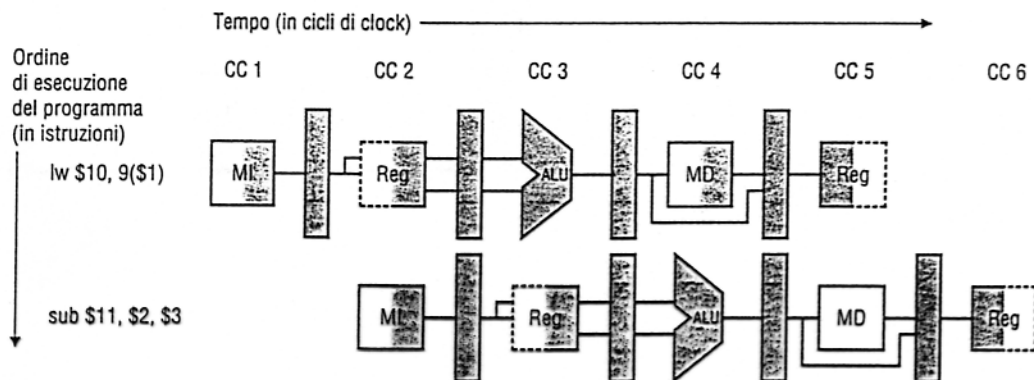 Tempo (in cicli di clock)
Ordine
di esecuzione
del programma
(in istruzioni)
CC 1 CC 2 CC 3 CC 4 CC 5 CC 6
lw $10, 9($1)
MI Reg ALU MD Reg
sub $11, $2, $3
MI Reg ALU MD Reg